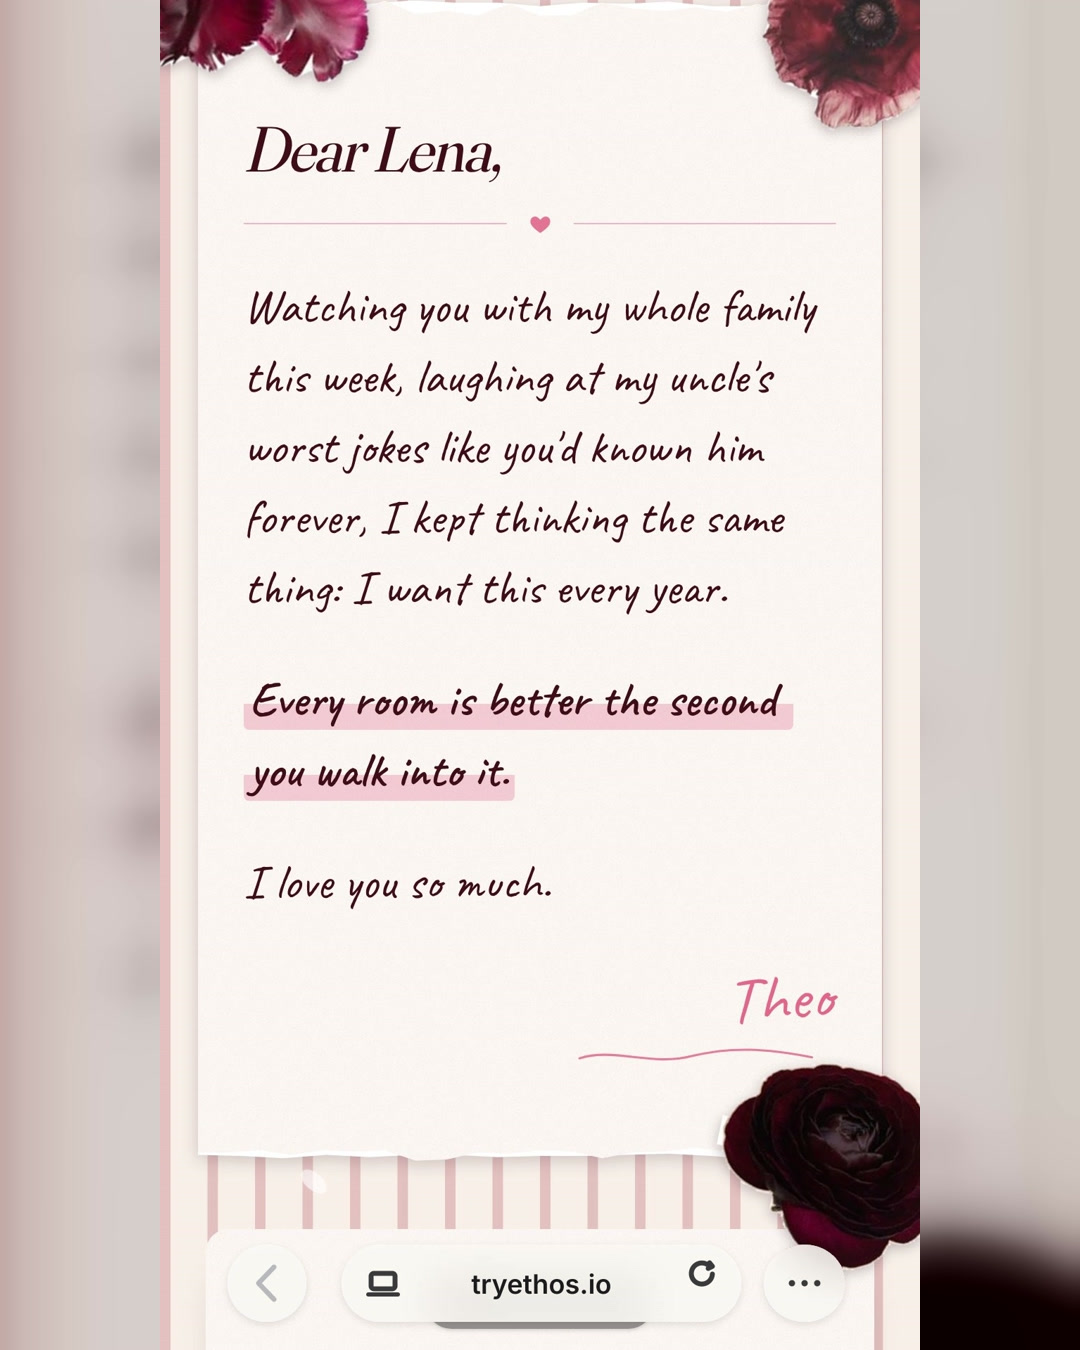 Dear Lena,
Watching you with my whole family
this week, laughing at my uncle's
worst jokes like you'd known him
forever, I kept thinking the same
thing: I want this every year.
Every room is better the second
you walk into it.
I love you so much.
Theo
tryethos.io